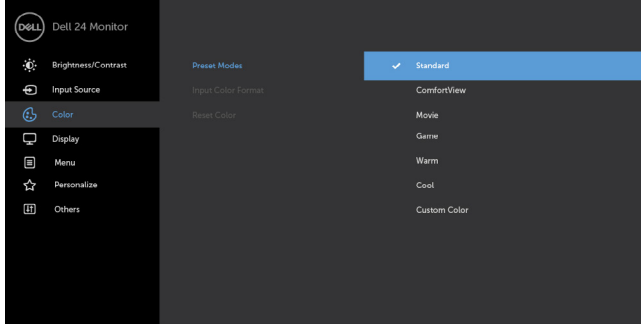 DELL Dell 24 Monitor
Brightness/Contrast Preset Modes Standard
Input Source Input Color Format ComfortView
Color Reset Color Movie
Display Game
Menu Warm
Personalize Cool
Others Custom Color